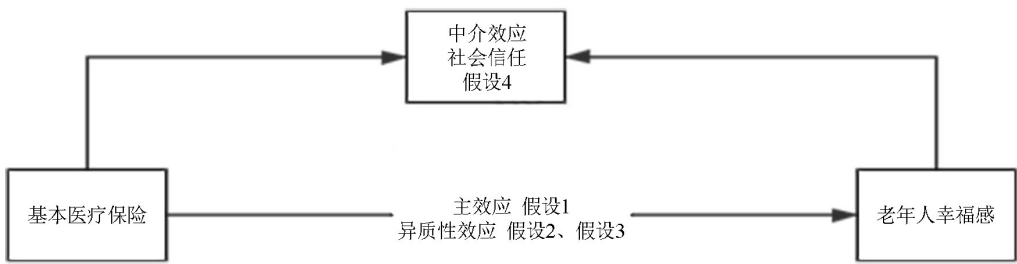 中介效应
社会信任
假设4
基本医疗保险
主效应 假设1
异质性效应 假设2、假设3
老年人幸福感